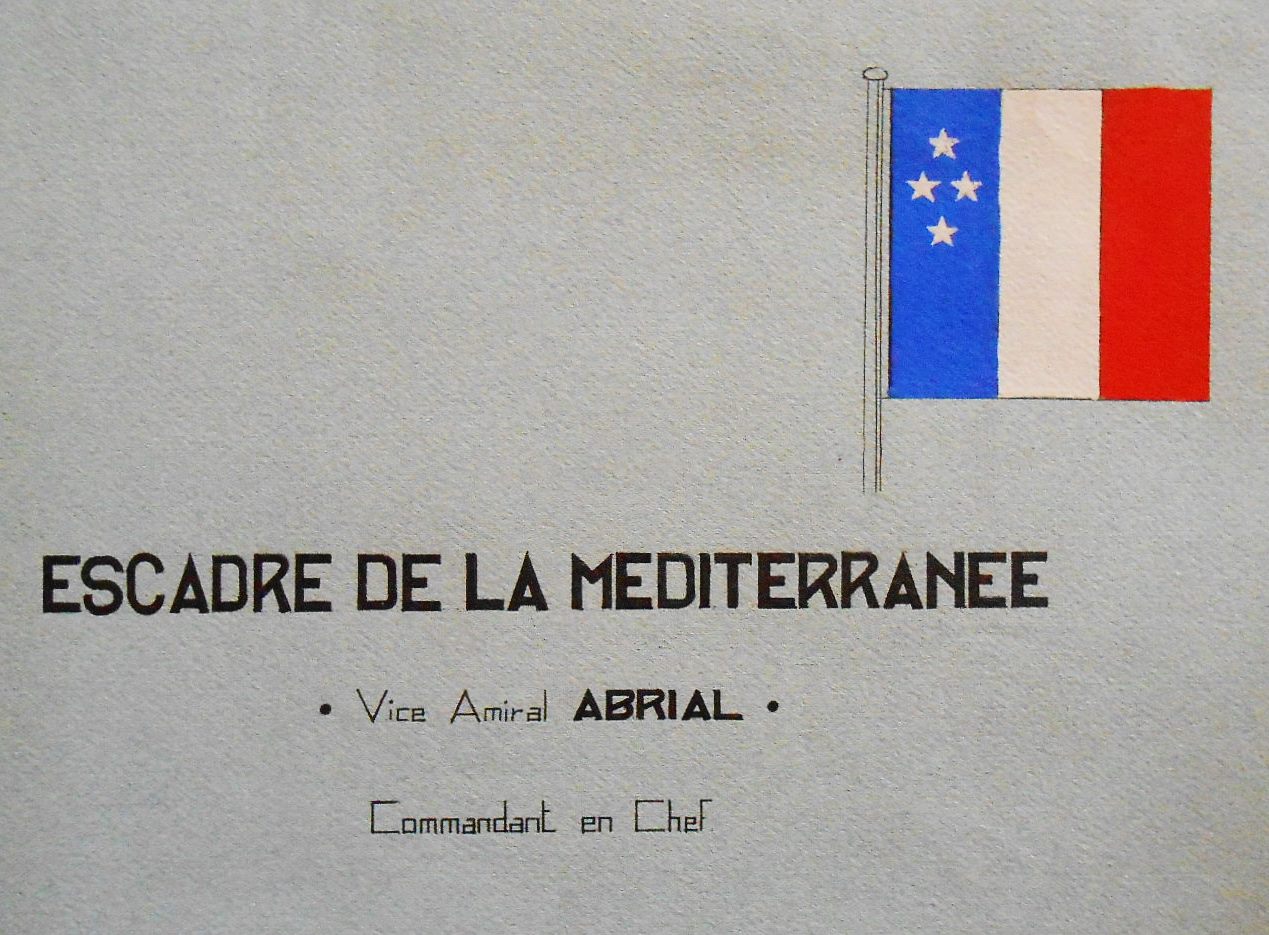 ESCADRE DE LA MEDITERRANEE
• Vice Amiral ABRIAL •
Commandant en Chef